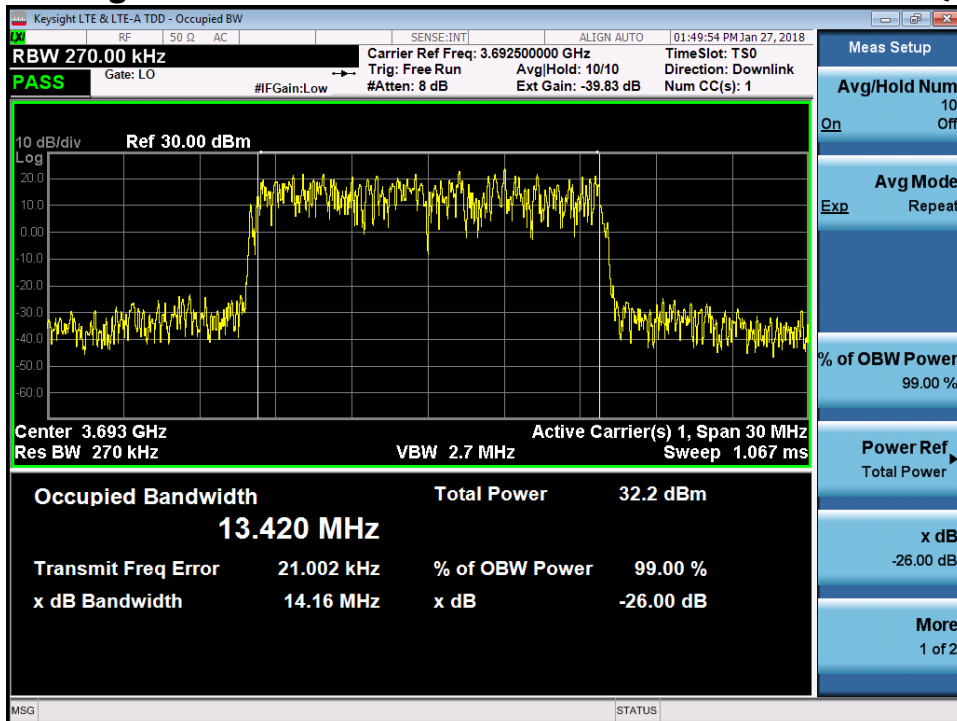 Keysight LTE & LTE-A TDD - Occupied BW
LXI RF 50 Ω AC SENSE:INT ALIGN AUTO 01:49:54 PM Jan 27, 2018
RBW 270.00 kHz Carrier Ref Freq: 3.692500000 GHz TimeSlot: TS0
Gate: LO Trig: Free Run Avg|Hold: 10/10 Direction: Downlink
PASS #IFGain:Low #Atten: 8 dB Ext Gain: -39.83 dB Num CC(s): 1
10 dB/div Ref 30.00 dBm
Log
20.0
10.0
0.00
-10.0
-20.0
-30.0
-40.0
-50.0
-60.0
Center 3.693 GHz Active Carrier(s) 1, Span 30 MHz
Res BW 270 kHz VBW 2.7 MHz Sweep 1.067 ms
Occupied Bandwidth Total Power 32.2 dBm
13.420 MHz
Transmit Freq Error 21.002 kHz % of OBW Power 99.00 %
x dB Bandwidth 14.16 MHz x dB -26.00 dB
MSG STATUS
Meas Setup
Avg/Hold Num
10
On Off
Avg Mode
Exp Repeat
% of OBW Power
99.00 %
Power Ref
Total Power
x dB
-26.00 dB
More
1 of 2